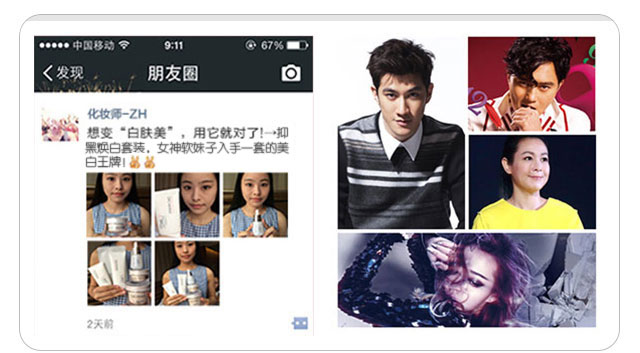 中国移动 9:11 67%
发现 朋友圈
化妆师-ZH
想变“白肤美”，用它就对了!→抑
黑焕白套装，女神软妹子入手一套的美
白王牌!✌✌
2天前